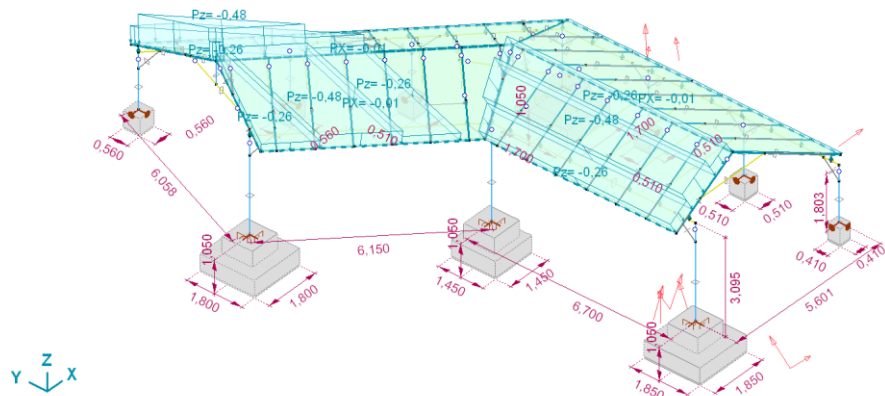 Pz= -0,48
Pz= -0,26
PX= -0,01
Pz= -0,26
Pz= -0,48
PX= -0,01
Pz= -0,26
1,050
Pz= -0,26
PX= -0,01
Pz= -0,48
1,700
0,510
0,560
0,510
1,700
0,510
Pz= -0,26
0,560
0,560
6,058
0,510
0,510
1,803
0,410
0,410
1,050
6,150
1,050
1,800
1,800
1,450
1,450
6,700
3,095
5,601
1,050
1,850
1,850
Z
Y
X